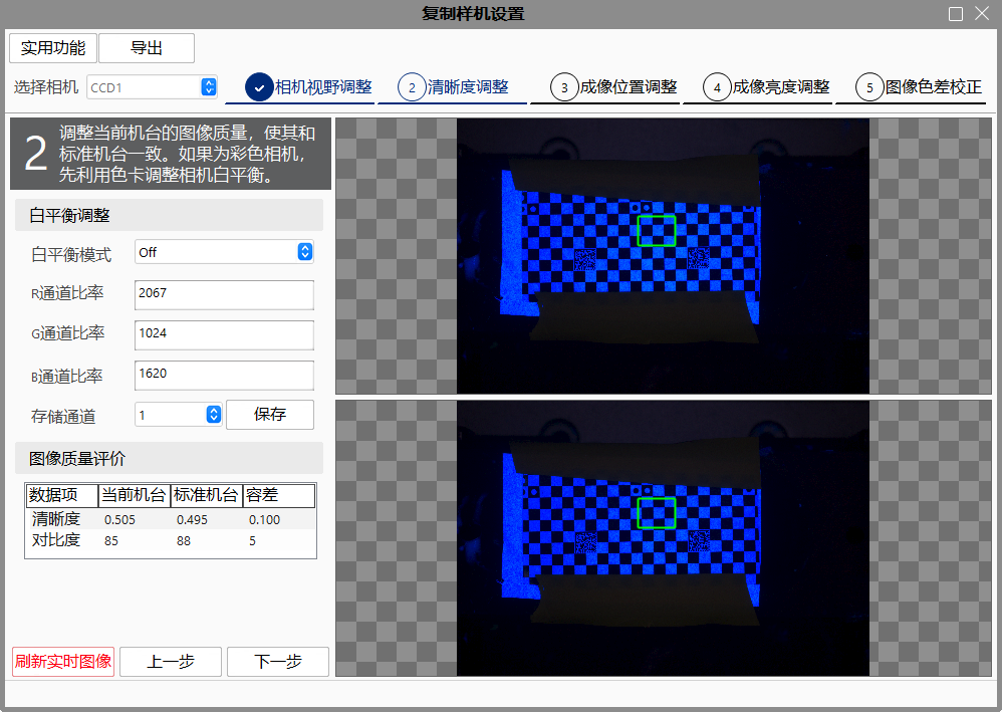 复制样机设置
实用功能 导出
选择相机 CCD1 相机视野调整 2 清晰度调整 3 成像位置调整 4 成像亮度调整 5 图像色差校正
2
调整当前机台的图像质量，使其和
标准机台一致。如果为彩色相机，
先利用色卡调整相机白平衡。
白平衡调整
白平衡模式 Off
R通道比率 2067
G通道比率 1024
B通道比率 1620
存储通道 1 保存
图像质量评价
数据项 当前机台 标准机台 容差
清晰度 0.505 0.495 0.100
对比度 85 88 5
刷新实时图像 上一步 下一步